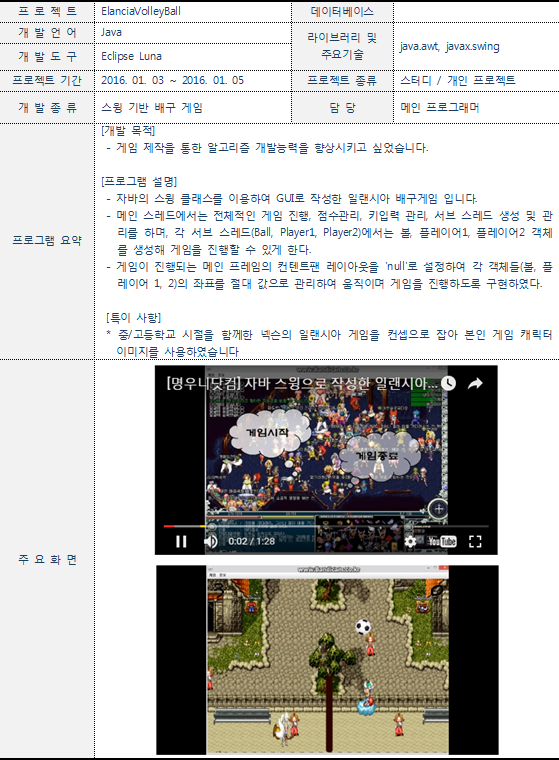 프 로 젝 트
ElanciaVolleyBall
데이터베이스
개 발 언 어
Java
라이브러리 및
주요기술
java.awt, javax.swing
개 발 도 구
Eclipse Luna
프로젝트 기간
2016. 01. 03 ~ 2016. 01. 05
프로젝트 종류
스터디 / 개인 프로젝트
개 발 종 류
스윙 기반 배구 게임
담 당
메인 프로그래머
프로그램 요약
[개발 목적]
- 게임 제작을 통한 알고리즘 개발능력을 향상시키고 싶었습니다.
[프로그램 설명]
- 자바의 스윙 클래스를 이용하여 GUI로 작성한 일랜시아 배구게임 입니다.
- 메인 스레드에서는 전체적인 게임 진행, 점수관리, 키입력 관리, 서브 스레드 생성 및 관
리를 하며, 각 서브 스레드(Ball, Player1, Player2)에서는 볼, 플레이어1, 플레이어2 객체
를 생성해 게임을 진행할 수 있게 한다.
- 게임이 진행되는 메인 프레임의 컨텐트팬 레이아웃을 'null'로 설정하여 각 객체들(볼, 플
레이어 1, 2)의 좌표를 절대 값으로 관리하여 움직이며 게임을 진행하도록 구현하였다.
[특이 사항]
* 중/고등학교 시절을 함께한 넥슨의 일랜시아 게임을 컨셉으로 잡아 본인 게임 캐릭터
이미지를 사용하였습니다
주 요 화 면
[명우니닷컴] 자바 스윙으로 작성한 일랜시아...
게임시작
게임종료
0:02 / 1:28
YouTube
www.Bandicam.co.kr